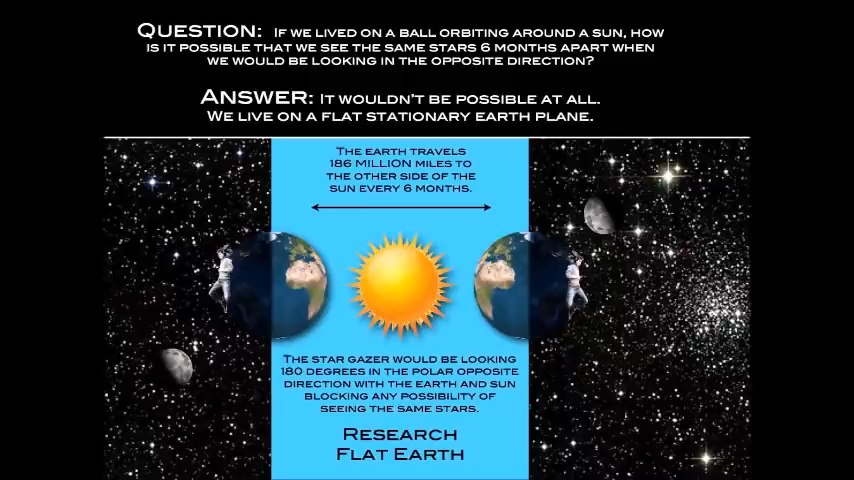 QUESTION: IF WE LIVED ON A BALL ORBITING AROUND A SUN, HOW
IS IT POSSIBLE THAT WE SEE THE SAME STARS 6 MONTHS APART WHEN
WE WOULD BE LOOKING IN THE OPPOSITE DIRECTION?
ANSWER: IT WOULDN'T BE POSSIBLE AT ALL.
WE LIVE ON A FLAT STATIONARY EARTH PLANE.
THE EARTH TRAVELS
186 MILLION MILES TO
THE OTHER SIDE OF THE
SUN EVERY 6 MONTHS.
THE STAR GAZER WOULD BE LOOKING
180 DEGREES IN THE POLAR OPPOSITE
DIRECTION WITH THE EARTH AND SUN
BLOCKING ANY POSSIBILITY OF
SEEING THE SAME STARS.
RESEARCH
FLAT EARTH